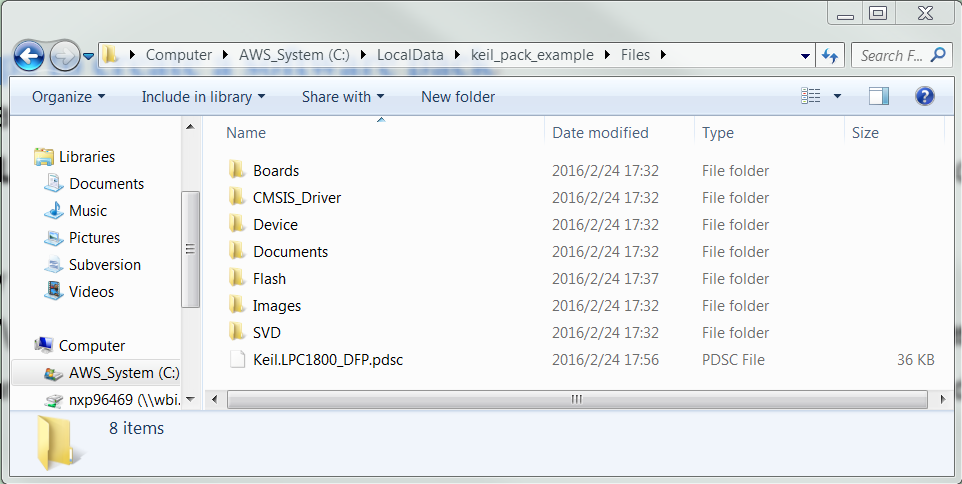 Computer ▸ AWS_System (C:) ▸ LocalData ▸ keil_pack_example ▸ Files ▸
Search F...
Organize Include in library Share with New folder
Name Date modified Type Size
Libraries
Documents
Music
Pictures
Subversion
Videos
Computer
AWS_System (C:)
nxp96469 (\\wbi.
Boards 2016/2/24 17:32 File folder
CMSIS_Driver 2016/2/24 17:32 File folder
Device 2016/2/24 17:32 File folder
Documents 2016/2/24 17:32 File folder
Flash 2016/2/24 17:37 File folder
Images 2016/2/24 17:32 File folder
SVD 2016/2/24 17:32 File folder
Keil.LPC1800_DFP.pdsc 2016/2/24 17:56 PDSC File 36 KB
8 items